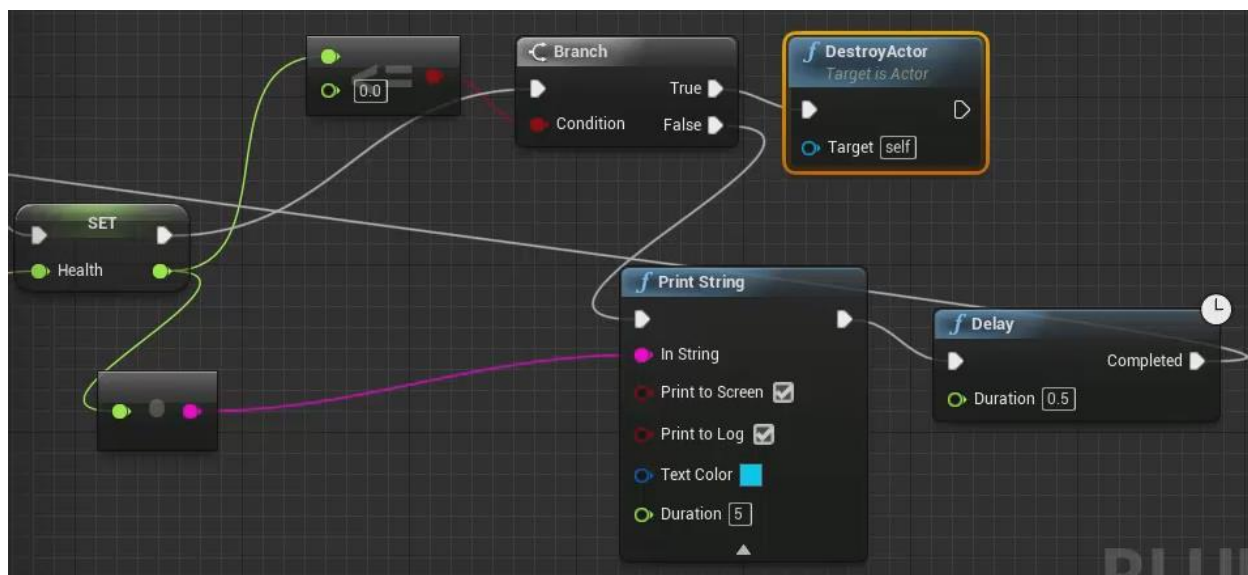 <=
0.0
Branch
True
Condition
False
DestroyActor
Target is Actor
Target self
SET
Health
Print String
In String
Print to Screen
Print to Log
Text Color
Duration 5
Delay
Completed
Duration 0.5